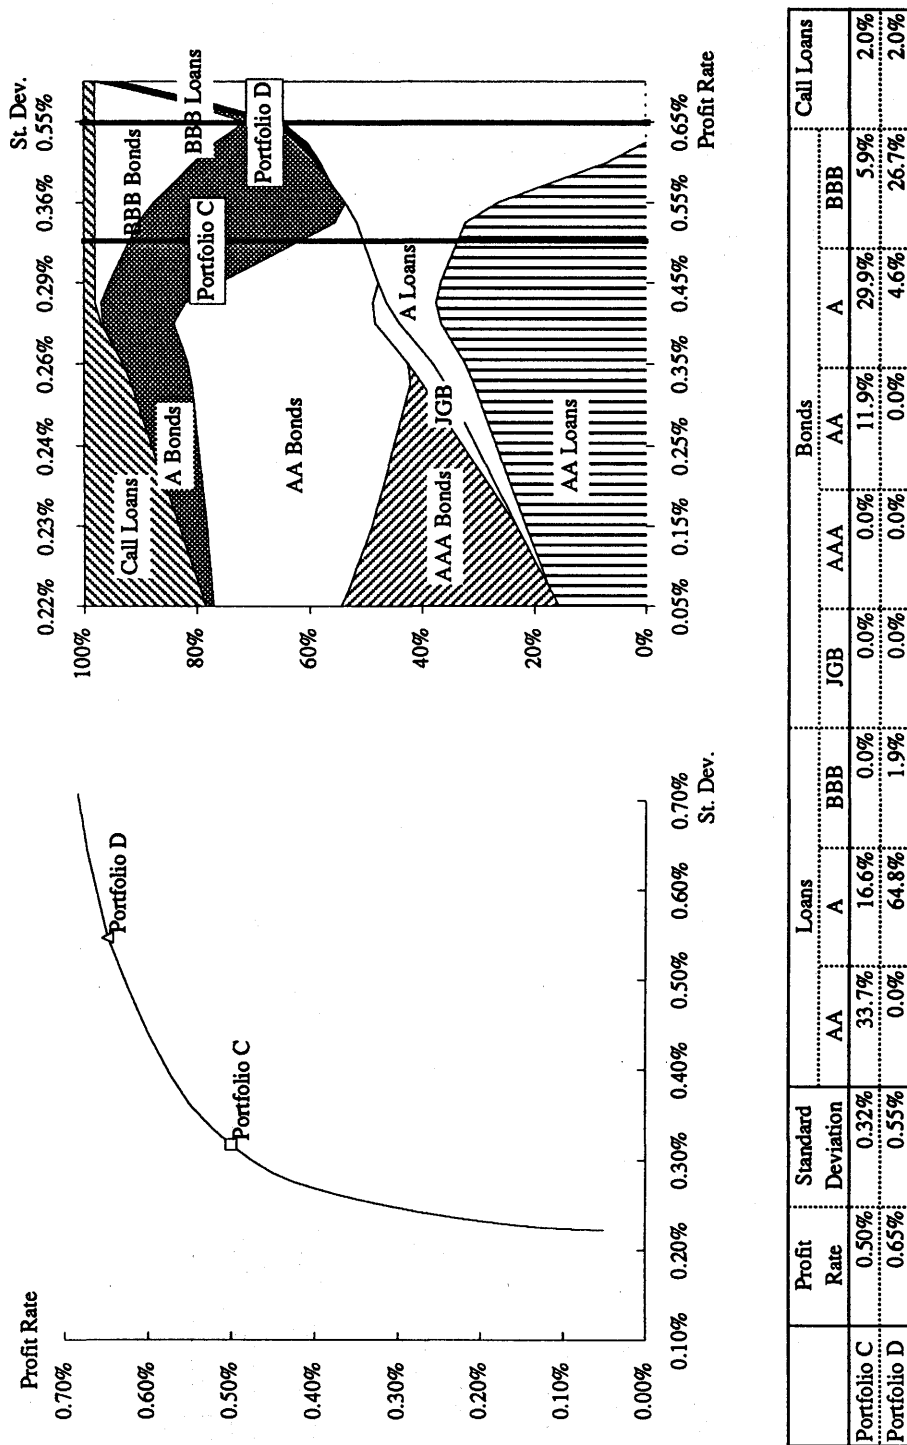 Profit Rate
0.70%
0.60%
0.50%
0.40%
0.30%
0.20%
0.10%
0.00%
Portfolio D
Portfolio C
0.10% 0.20% 0.30% 0.40% 0.50% 0.60% 0.70%
St. Dev.
St. Dev.
0.22% 0.23% 0.24% 0.26% 0.29% 0.36% 0.55%
100%
80%
60%
40%
20%
0%
Call Loans
A Bonds
AA Bonds
AAA Bonds
JGB
AA Loans
A Loans
BBB Bonds
BBB Loans
Portfolio C
Portfolio D
0.05% 0.15% 0.25% 0.35% 0.45% 0.55% 0.65%
Profit Rate
Profit Standard Loans Bonds Call Loans
Rate Deviation AA A BBB JGB AAA AA A BBB
Portfolio C 0.50% 0.32% 33.7% 16.6% 0.0% 0.0% 0.0% 11.9% 29.9% 5.9% 2.0%
Portfolio D 0.65% 0.55% 0.0% 64.8% 1.9% 0.0% 0.0% 0.0% 4.6% 26.7% 2.0%